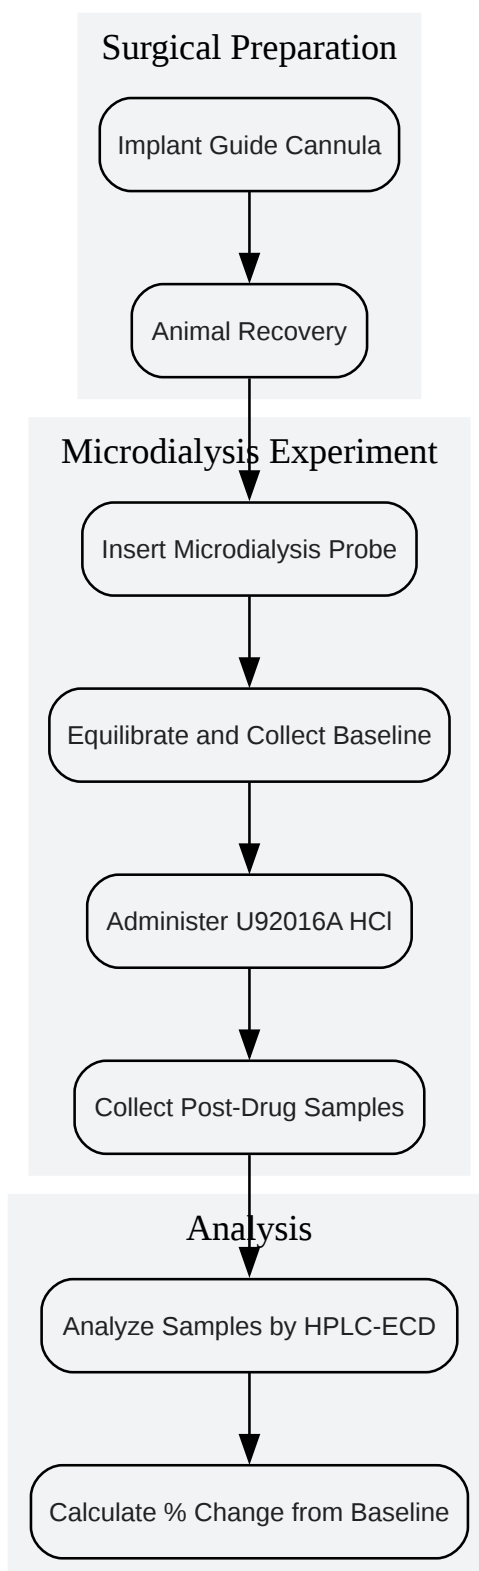 Surgical Preparation
Implant Guide Cannula
Animal Recovery
Microdialysis Experiment
Insert Microdialysis Probe
Equilibrate and Collect Baseline
Administer U92016A HCl
Collect Post-Drug Samples
Analysis
Analyze Samples by HPLC-ECD
Calculate % Change from Baseline